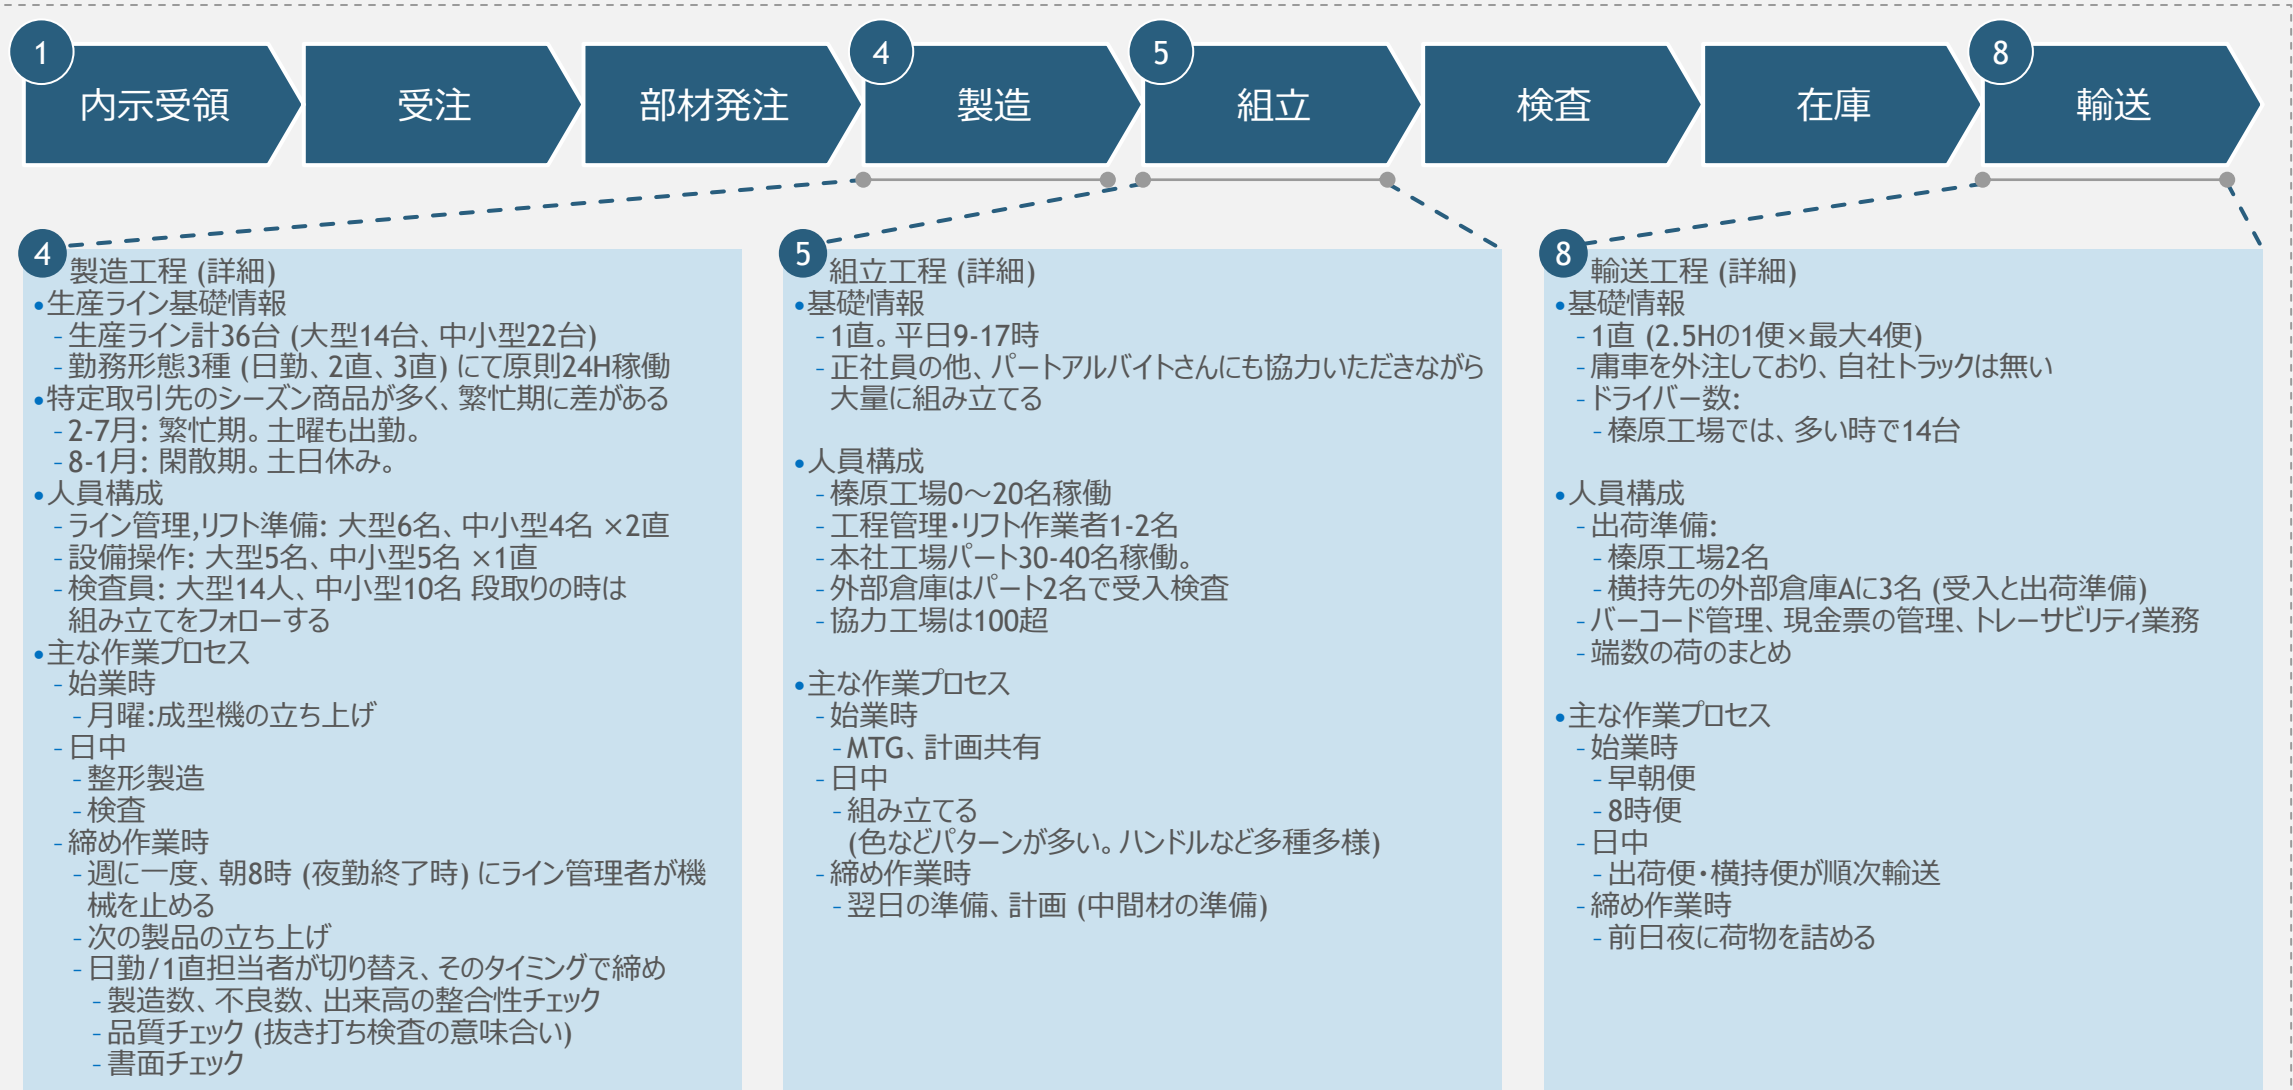 1
内示受領
受注
部材発注
4
製造
5
組立
検査
在庫
8
輸送
4
製造工程 (詳細)
•生産ライン基礎情報
-生産ライン計36台 (大型14台、中小型22台)
-勤務形態3種 (日勤、2直、3直) にて原則24H稼働
•特定取引先のシーズン商品が多く、繁忙期に差がある
-2-7月: 繁忙期。土曜も出勤。
-8-1月: 閑散期。土日休み。
•人員構成
-ライン管理,リフト準備: 大型6名、中小型4名 ×2直
-設備操作: 大型5名、中小型5名 ×1直
-検査員: 大型14人、中小型10名 段取りの時は
組み立てをフォローする
•主な作業プロセス
-始業時
-月曜:成型機の立ち上げ
-日中
-整形製造
-検査
-締め作業時
-週に一度、朝8時 (夜勤終了時) にライン管理者が機
械を止める
-次の製品の立ち上げ
-日勤/1直担当者が切り替え、そのタイミングで締め
-製造数、不良数、出来高の整合性チェック
-品質チェック (抜き打ち検査の意味合い)
-書面チェック
5
組立工程 (詳細)
•基礎情報
-1直。平日9-17時
-正社員の他、パートアルバイトさんにも協力いただきながら
大量に組み立てる
•人員構成
-榛原工場0～20名稼働
-工程管理・リフト作業者1-2名
-本社工場パート30-40名稼働。
-外部倉庫はパート2名で受入検査
-協力工場は100超
•主な作業プロセス
-始業時
-MTG、計画共有
-日中
-組み立てる
(色などパターンが多い。ハンドルなど多種多様)
-締め作業時
-翌日の準備、計画 (中間材の準備)
8
輸送工程 (詳細)
•基礎情報
-1直 (2.5Hの1便×最大4便)
-庸車を外注しており、自社トラックは無い
-ドライバー数:
-榛原工場では、多い時で14台
•人員構成
-出荷準備:
-榛原工場2名
-横持先の外部倉庫Aに3名 (受入と出荷準備)
-バーコード管理、現金票の管理、トレーサビリティ業務
-端数の荷のまとめ
•主な作業プロセス
-始業時
-早朝便
-8時便
-日中
-出荷便・横持便が順次輸送
-締め作業時
-前日夜に荷物を詰める